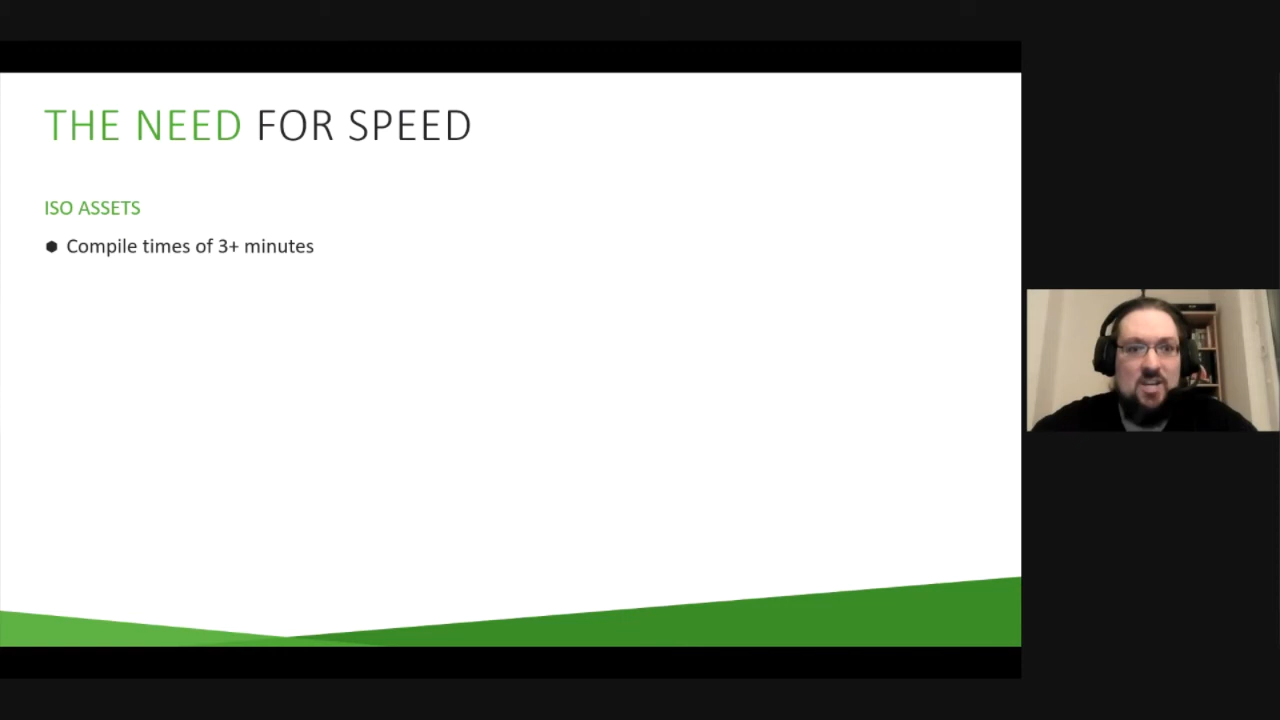 THE NEED FOR SPEED
ISO ASSETS
Compile times of 3+ minutes